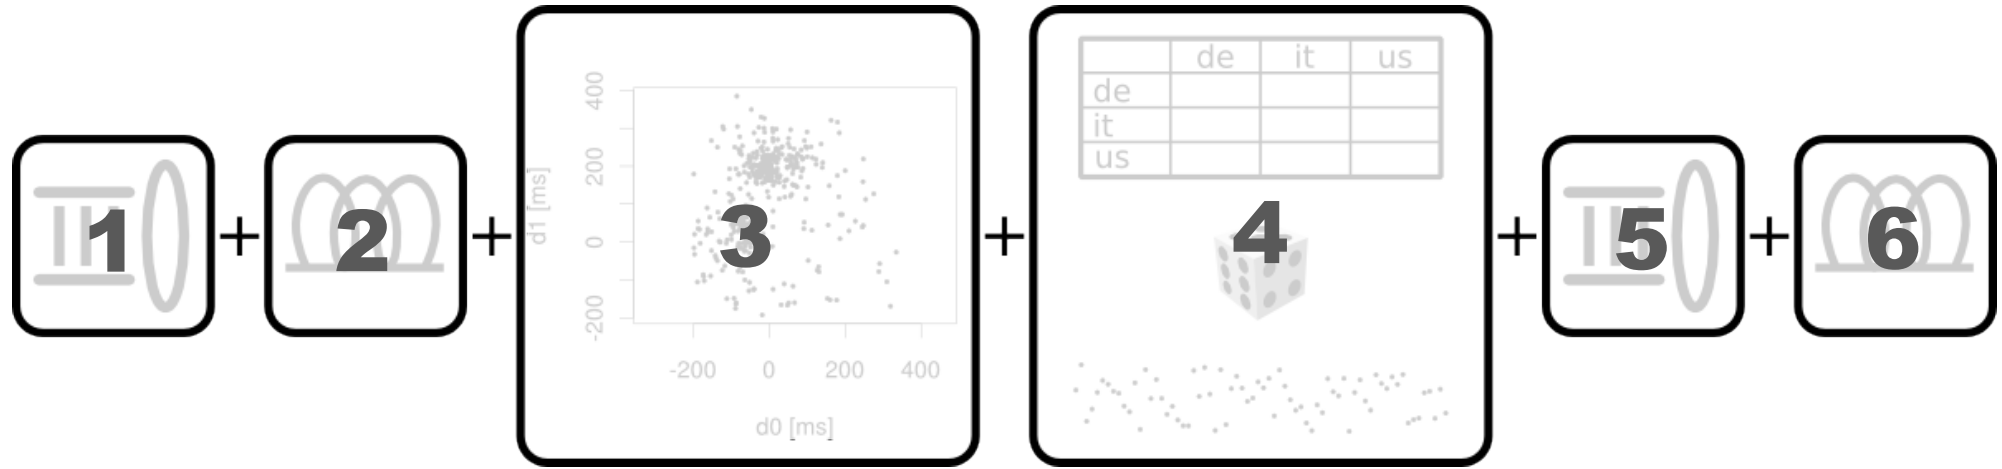 1 + 2 + 3 + 4 + 5 + 6
d1 [ms]
400
200
0
-200
-200 0 200 400
d0 [ms]
de it us
de
it
us